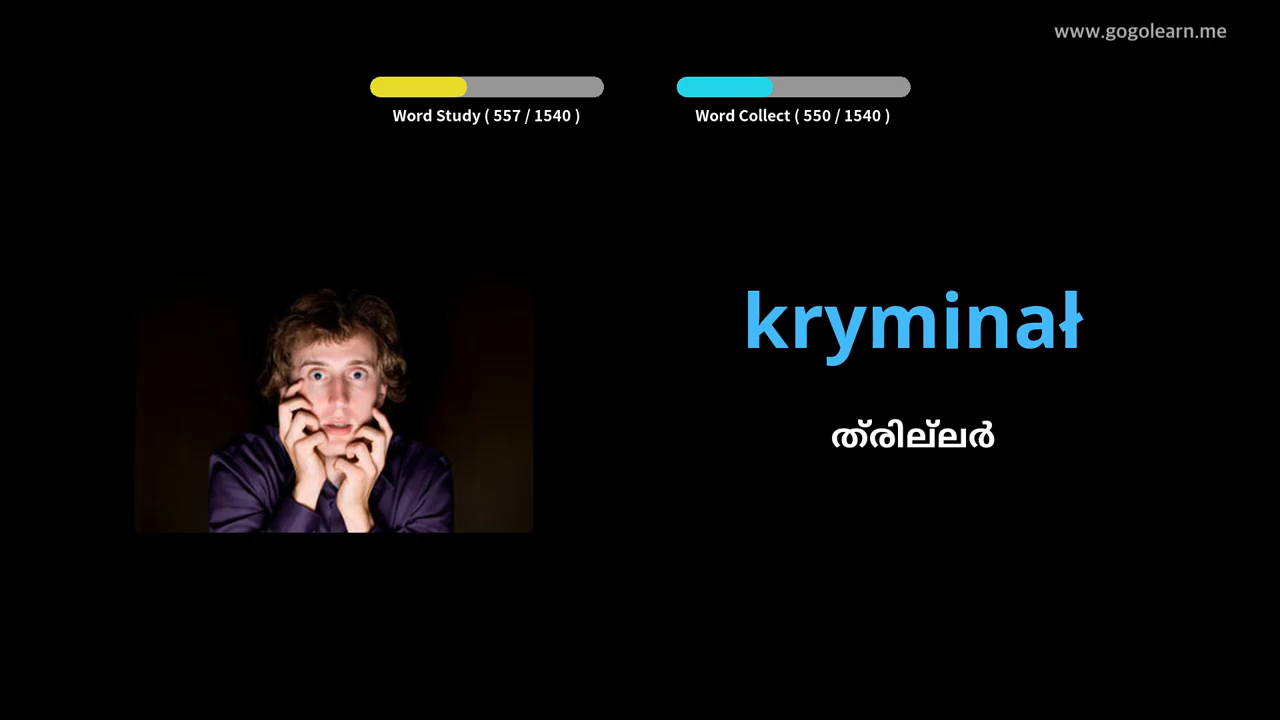 www.gogolearn.me
Word Study ( 557 / 1540 )
Word Collect ( 550 / 1540 )
kryminał
ത്രില്ലർ